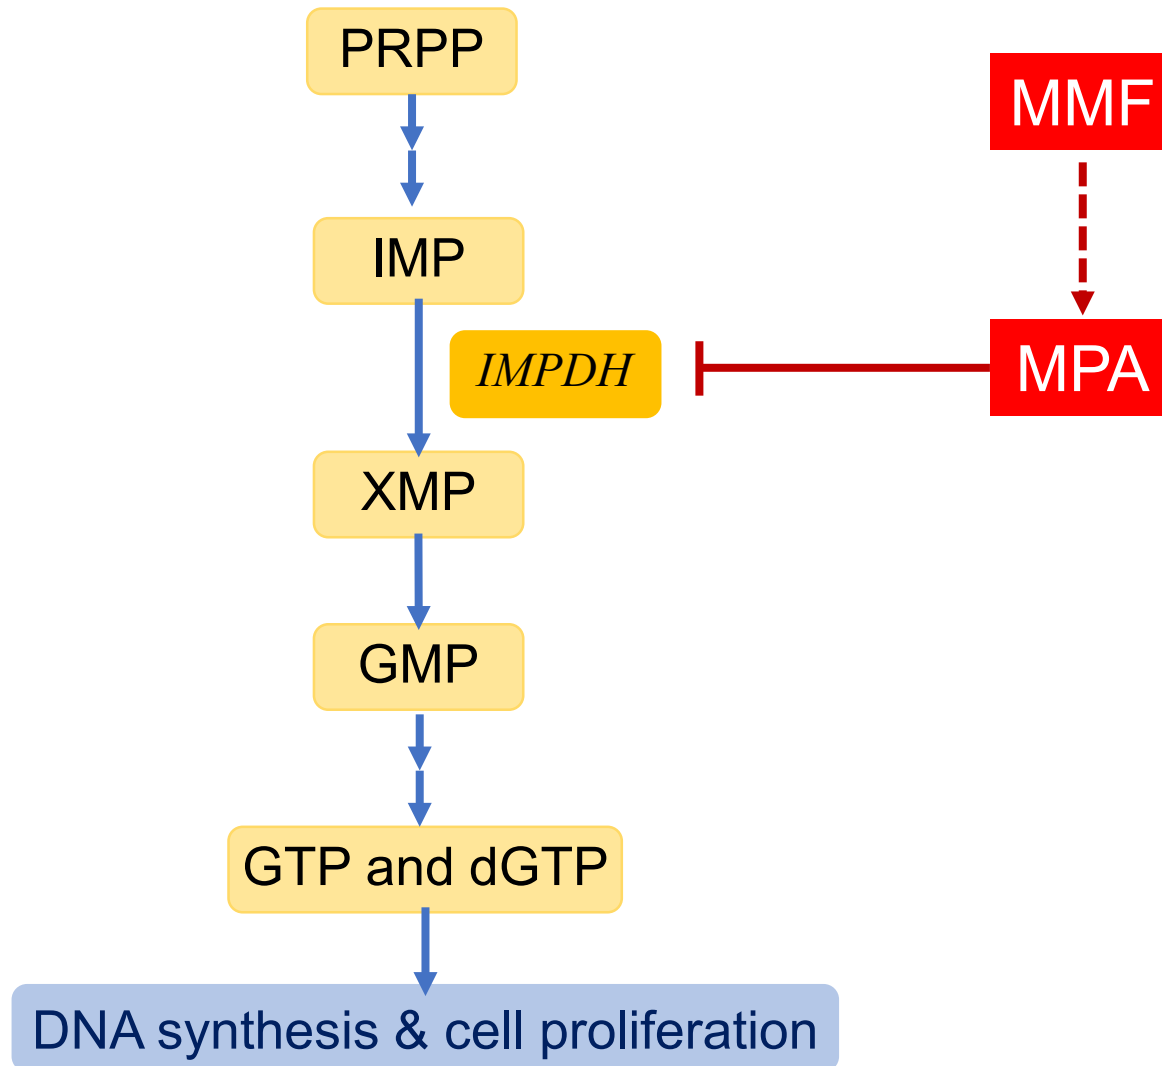 PRPP
MMF
IMP
IMPDH
MPA
XMP
GMP
GTP and dGTP
DNA synthesis & cell proliferation